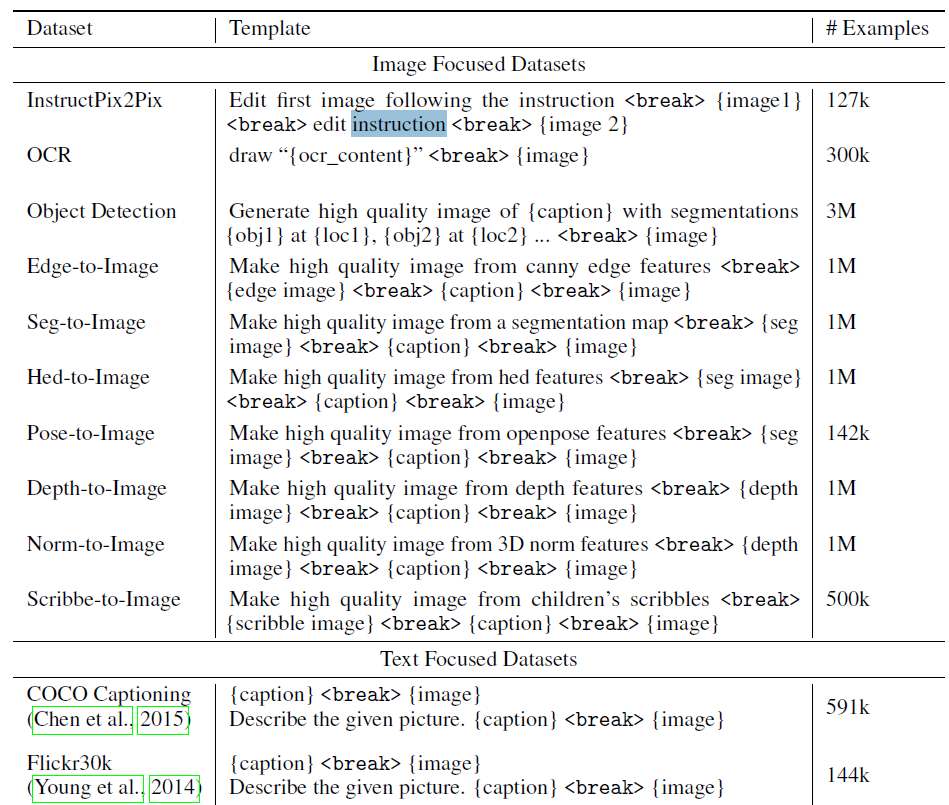 Dataset Template # Examples
Image Focused Datasets
InstructPix2Pix Edit first image following the instruction <break> {image1} 127k
<break> edit instruction <break> {image 2}
OCR draw “{ocr_content}” <break> {image} 300k
Object Detection Generate high quality image of {caption} with segmentations 3M
{obj1} at {loc1}, {obj2} at {loc2} ... <break> {image}
Edge-to-Image Make high quality image from canny edge features <break> 1M
{edge image} <break> {caption} <break> {image}
Seg-to-Image Make high quality image from a segmentation map <break> {seg 1M
image} <break> {caption} <break> {image}
Hed-to-Image Make high quality image from hed features <break> {seg image} 1M
<break> {caption} <break> {image}
Pose-to-Image Make high quality image from openpose features <break> {seg 142k
image} <break> {caption} <break> {image}
Depth-to-Image Make high quality image from depth features <break> {depth 1M
image} <break> {caption} <break> {image}
Norm-to-Image Make high quality image from 3D norm features <break> {depth 1M
image} <break> {caption} <break> {image}
Scribbe-to-Image Make high quality image from children’s scribbles <break> 500k
{scribble image} <break> {caption} <break> {image}
Text Focused Datasets
COCO Captioning {caption} <break> {image}
(Chen et al., 2015) Describe the given picture. {caption} <break> {image} 591k
Flickr30k {caption} <break> {image}
(Young et al., 2014) Describe the given picture. {caption} <break> {image} 144k